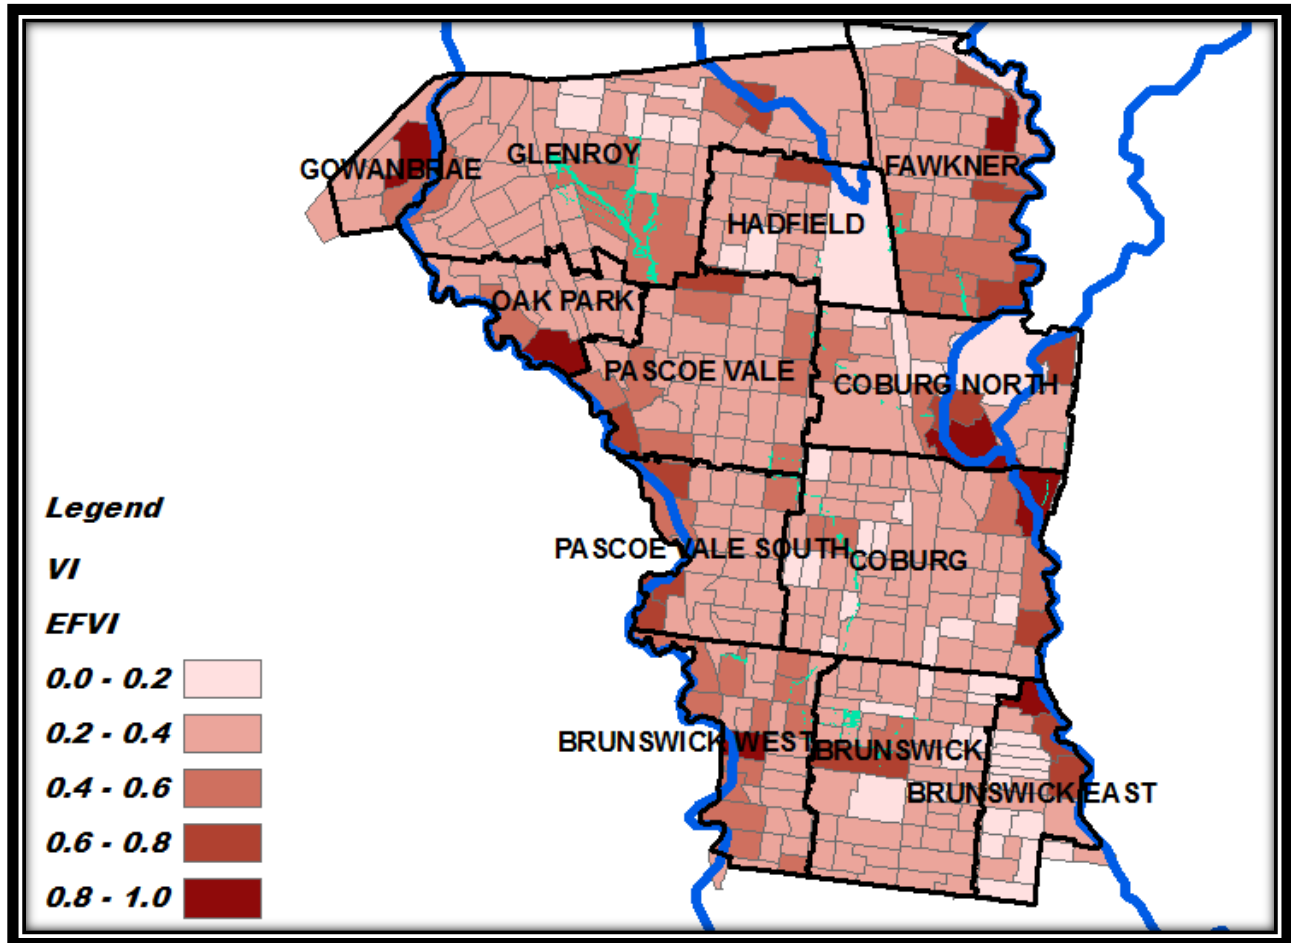 GOWANBRAE
GLENROY
FAWKNER
HADFIELD
OAK PARK
PASCOE VALE
COBURG NORTH
PASCOE VALE SOUTH
COBURG
BRUNSWICK WEST
BRUNSWICK
BRUNSWICK EAST
Legend
VI
EFVI
0.0 - 0.2
0.2 - 0.4
0.4 - 0.6
0.6 - 0.8
0.8 - 1.0